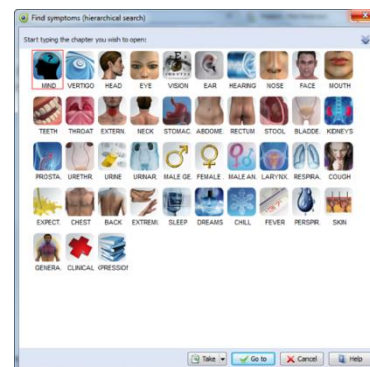 Find symptoms (hierarchical search)
Start typing the chapter you wish to open:
MIND VERTIGO HEAD EYE VISION EAR HEARING NOSE FACE MOUTH
TEETH THROAT EXTERN. NECK STOMAC. ABDOME. RECTUM STOOL BLADDE. KIDNEYS
PROSTA. URETHR. URINE URINAR. MALE GE. FEMALE. MALE AN. LARYNX. RESPIRA. COUGH
EXPECT. CHEST BACK EXTREMI. SLEEP DREAMS CHILL FEVER PERSPIR. SKIN
GENERA. CLINICAL (PRESSION
Take Go to Cancel Help